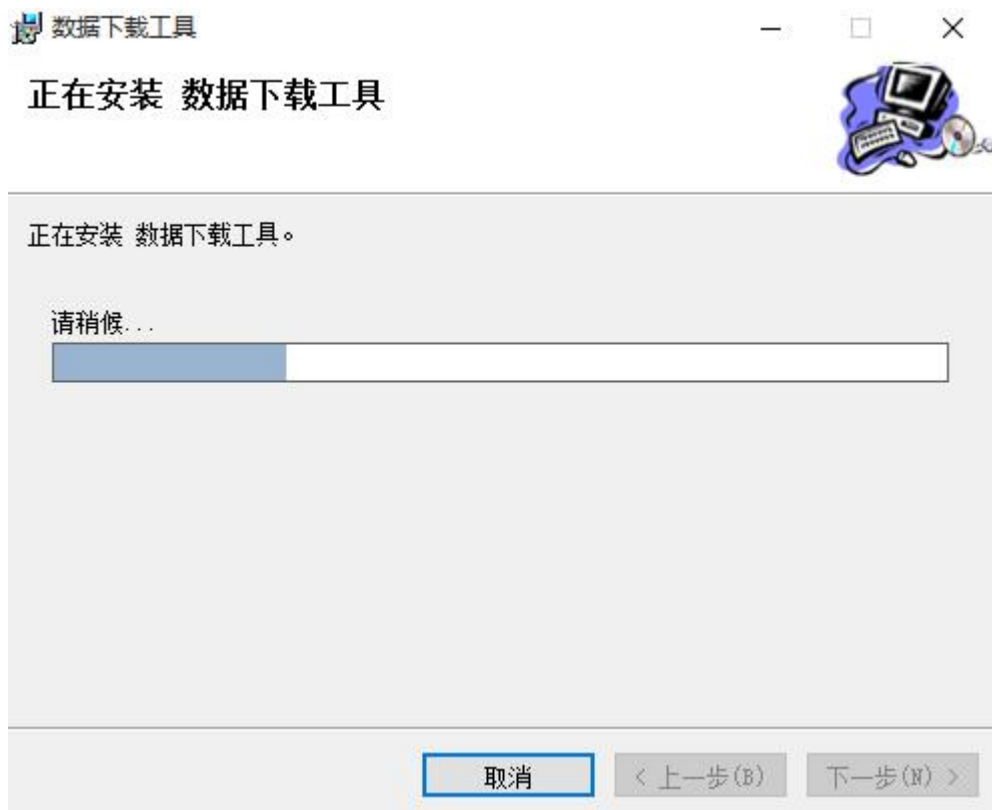 数据下载工具
正在安装 数据下载工具
正在安装 数据下载工具。
请稍候...
取消
< 上一步(B)
下一步(N) >